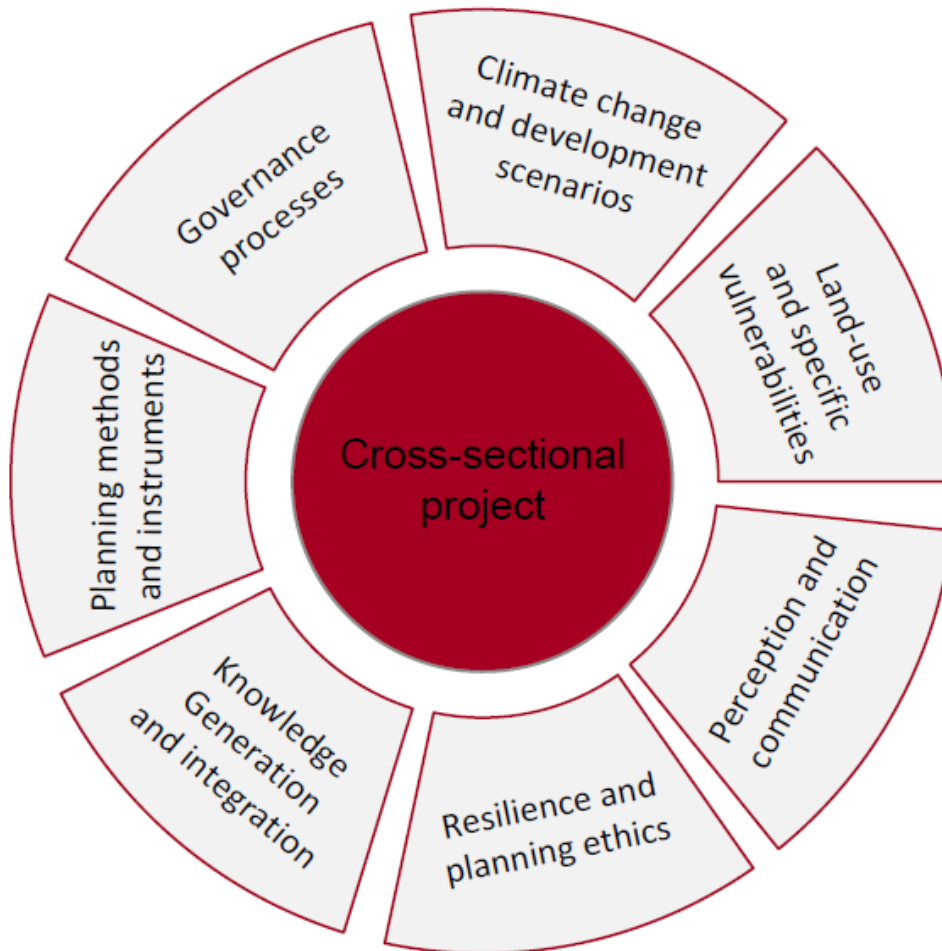 Climate change
and development
scenarios
Land-use
and specific
vulnerabilities
Perception and
communication
Resilience and
planning ethics
Knowledge
Generation
and integration
Planning methods
and instruments
Governance
processes
Cross-sectional
project